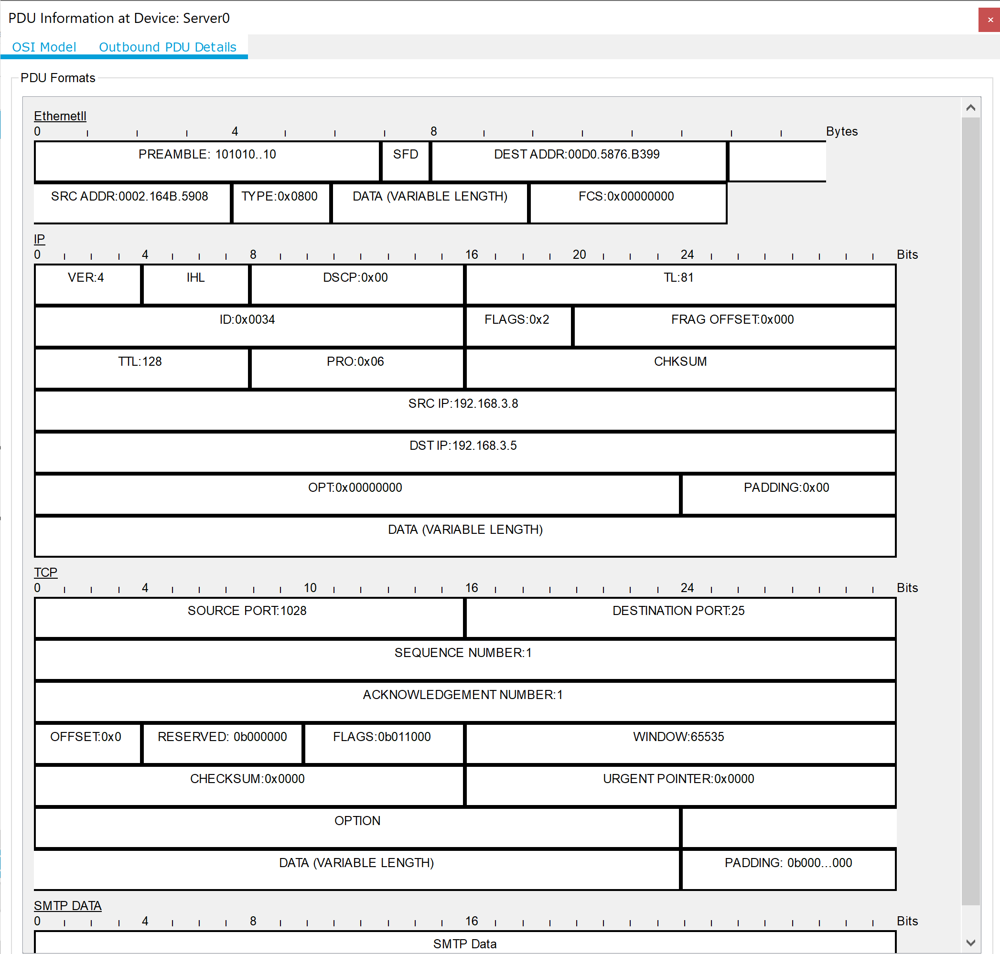 PDU Information at Device: Server0
×
OSI Model Outbound PDU Details
PDU Formats
EthernetII
0 4 8 Bytes
PREAMBLE: 101010..10 SFD DEST ADDR:00D0.5876.B399
SRC ADDR:0002.164B.5908 TYPE:0x0800 DATA (VARIABLE LENGTH) FCS:0x00000000
IP
0 4 8 16 20 24 Bits
VER:4 IHL DSCP:0x00 TL:81
ID:0x0034 FLAGS:0x2 FRAG OFFSET:0x000
TTL:128 PRO:0x06 CHKSUM
SRC IP:192.168.3.8
DST IP:192.168.3.5
OPT:0x00000000 PADDING:0x00
DATA (VARIABLE LENGTH)
TCP
0 4 10 16 24 Bits
SOURCE PORT:1028 DESTINATION PORT:25
SEQUENCE NUMBER:1
ACKNOWLEDGEMENT NUMBER:1
OFFSET:0x0 RESERVED: 0b000000 FLAGS:0b011000 WINDOW:65535
CHECKSUM:0x0000 URGENT POINTER:0x0000
OPTION
DATA (VARIABLE LENGTH) PADDING: 0b000...000
SMTP DATA
0 4 8 16 Bits
SMTP Data